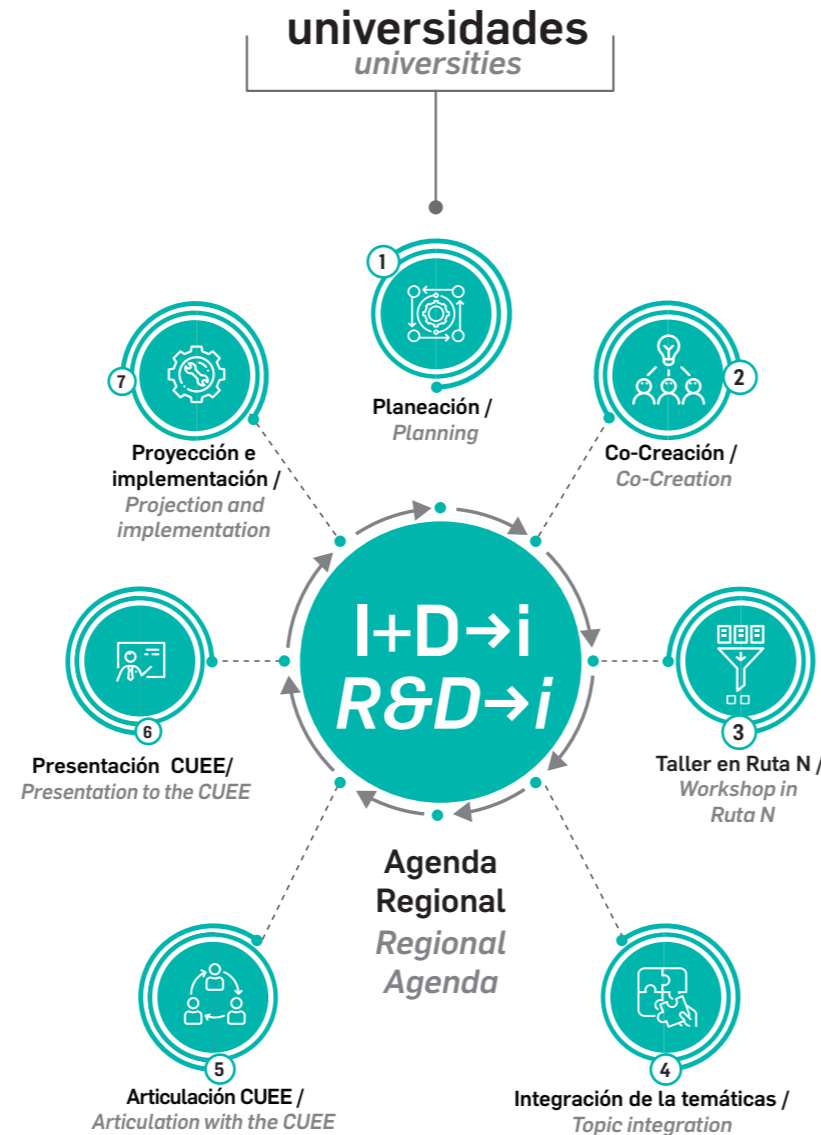 universidades
universities
1
Planeación /
Planning
2
Co-Creación /
Co-Creation
3
Taller en Ruta N /
Workshop in
Ruta N
4
Integración de la temáticas /
Topic integration
5
Articulación CUEE /
Articulation with the CUEE
6
Presentación CUEE/
Presentation to the CUEE
7
Proyección e
implementación /
Projection and
implementation
I+D→i
R&D→i
Agenda
Regional
Regional
Agenda